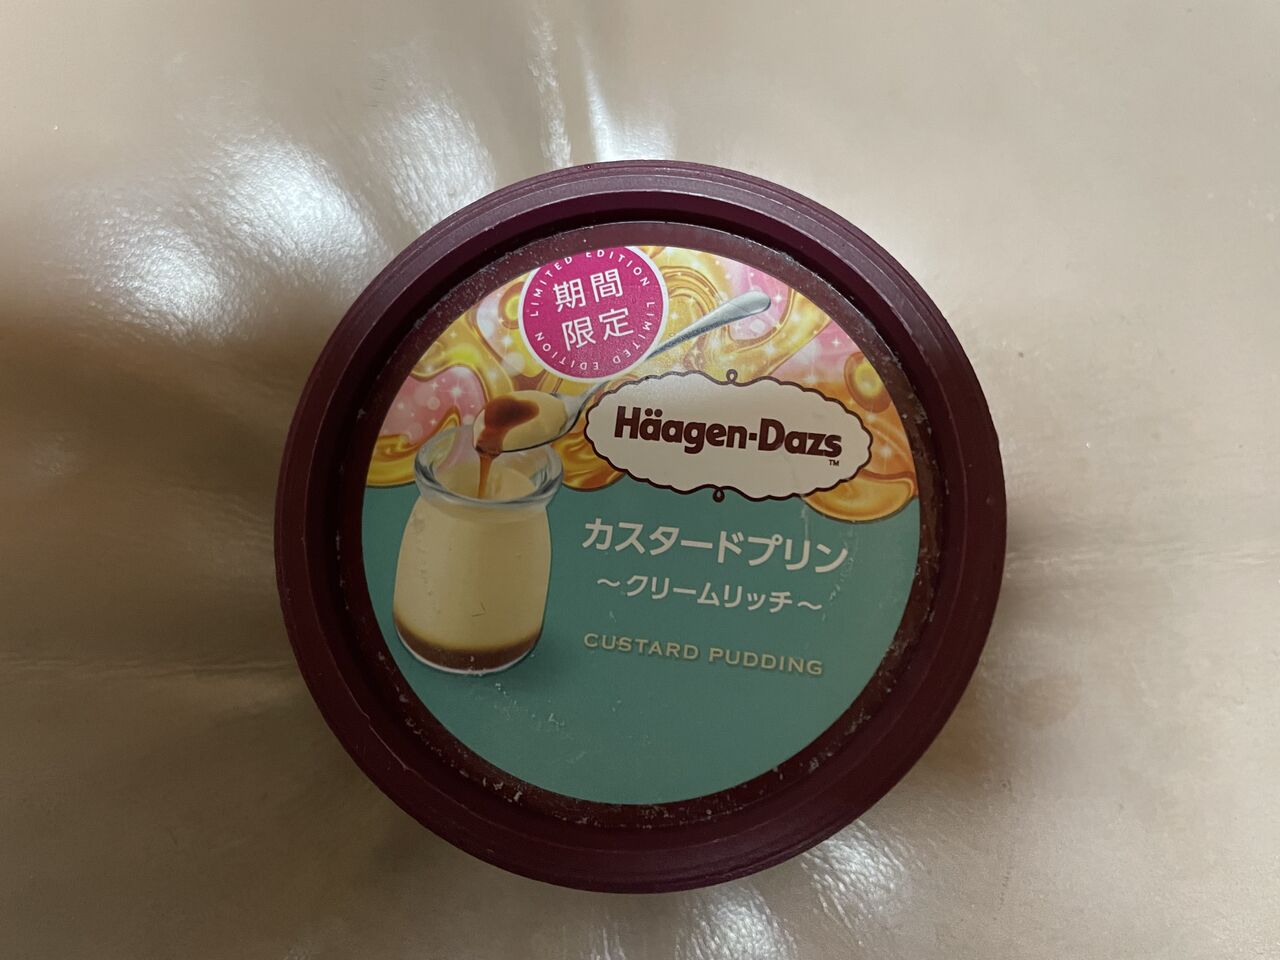 LIMITED EDITION
期間
限定
LIMITED EDITION
Häagen-Dazs
TM
カスタードプリン
～クリームリッチ～
CUSTARD PUDDING